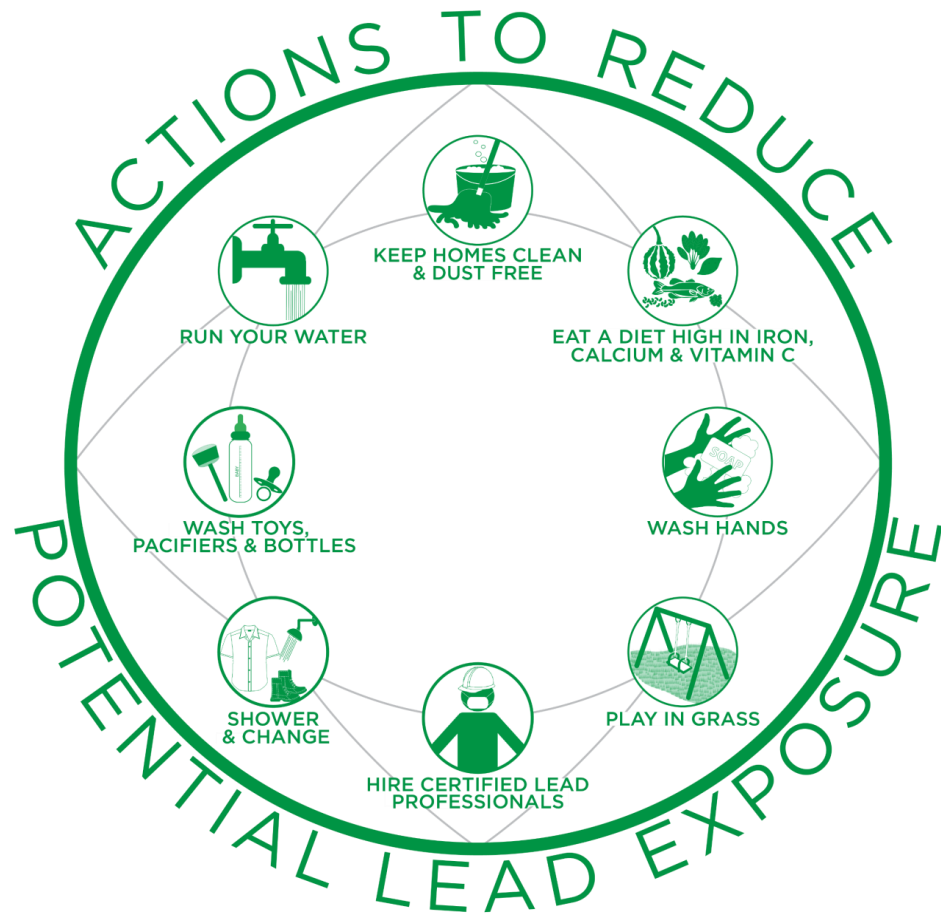 ACTIONS TO REDUCE
POTENTIAL LEAD EXPOSURE
KEEP HOMES CLEAN
& DUST FREE
EAT A DIET HIGH IN IRON,
CALCIUM & VITAMIN C
WASH HANDS
SOAP
PLAY IN GRASS
HIRE CERTIFIED LEAD
PROFESSIONALS
SHOWER
& CHANGE
WASH TOYS,
PACIFIERS & BOTTLES
BABY
RUN YOUR WATER